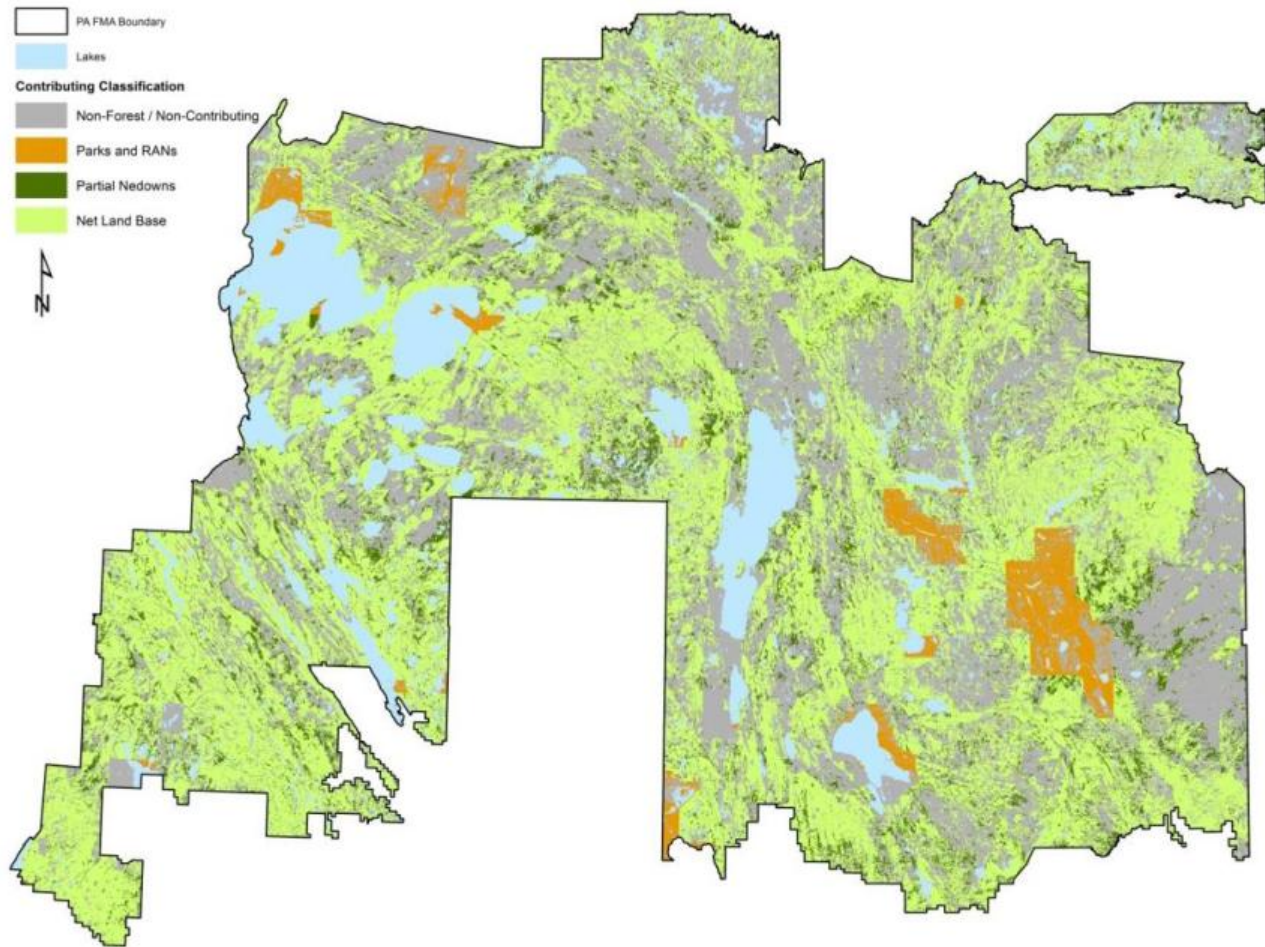 PA FMA Boundary
Lakes
Contributing Classification
Non-Forest / Non-Contributing
Parks and RANs
Partial Nedowns
Net Land Base
N